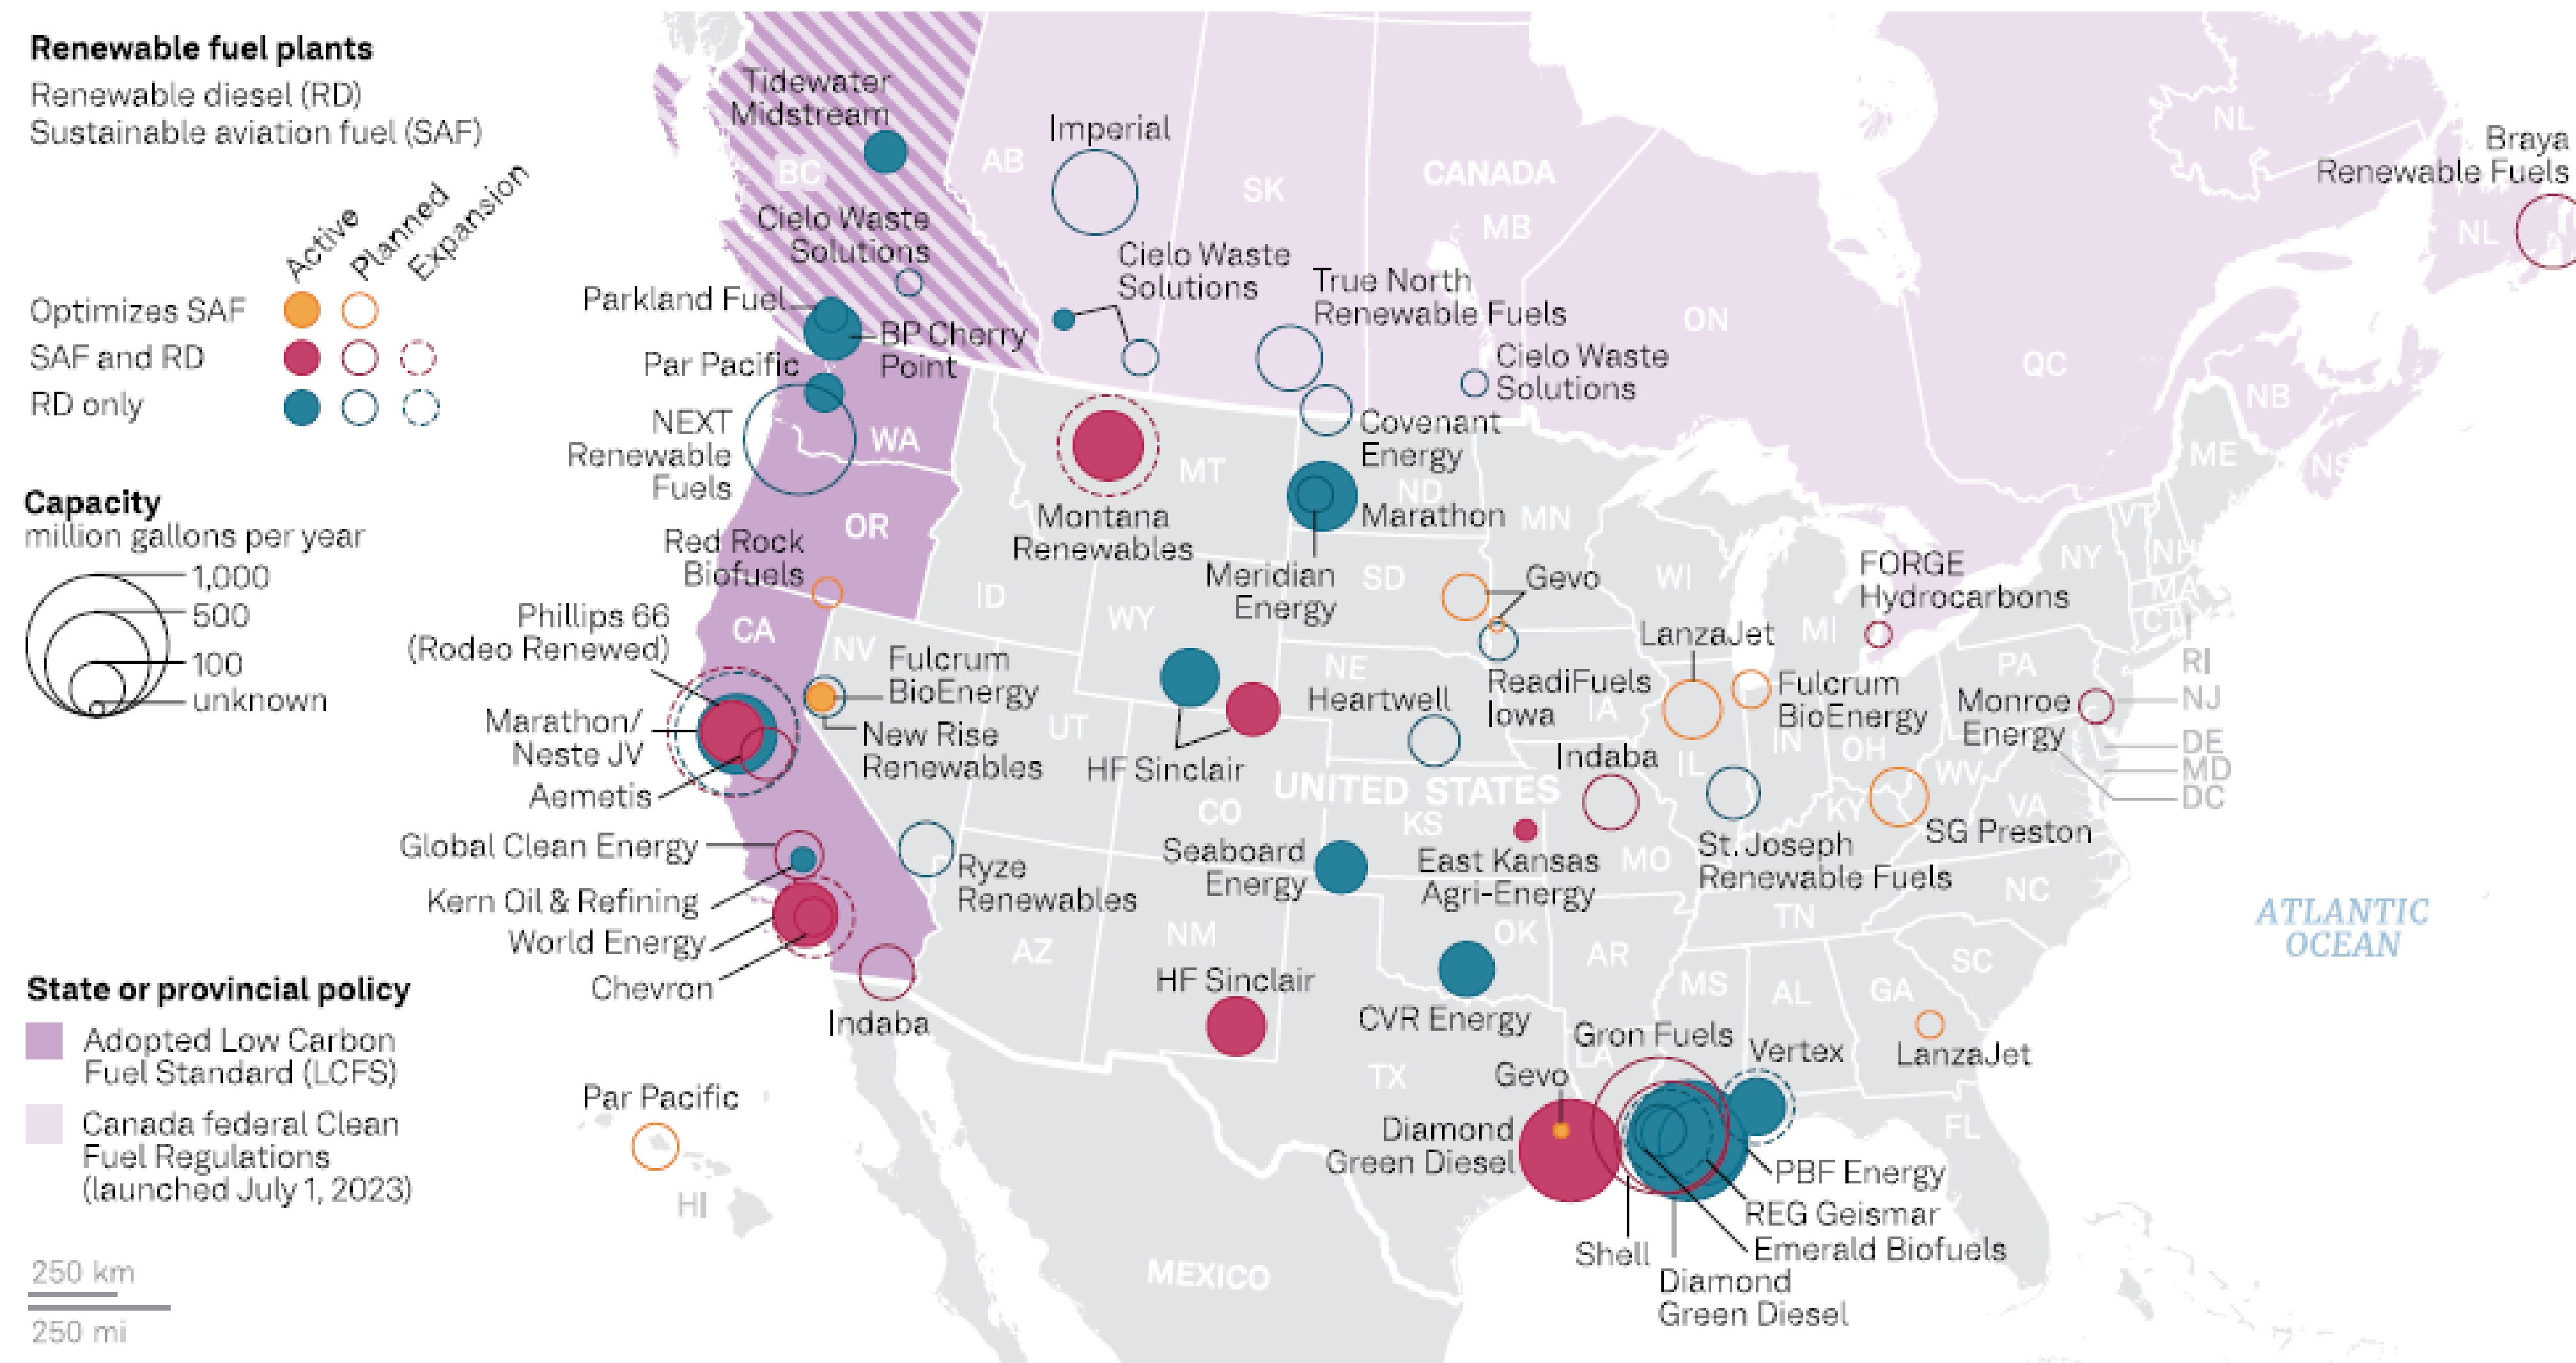 Renewable fuel plants
Renewable diesel (RD)
Sustainable aviation fuel (SAF)
Active
Planned
Expansion
Optimizes SAF
SAF and RD
RD only
Capacity
million gallons per year
1,000
500
100
unknown
State or provincial policy
Adopted Low Carbon
Fuel Standard (LCFS)
Canada federal Clean
Fuel Regulations
(launched July 1, 2023)
250 km
250 mi
Tidewater
Midstream
BC
Cielo Waste
Solutions
Parkland Fuel
BP Cherry
Point
Par Pacific
NEXT
Renewable
Fuels
WA
OR
Red Rock
Biofuels
Phillips 66
(Rodeo Renewed)
CA
NV
Fulcrum
BioEnergy
New Rise
Renewables
Marathon/
Neste JV
Aemetis
Global Clean Energy
Kern Oil & Refining
World Energy
Chevron
Indaba
Ryze
Renewables
Par Pacific
HI
Imperial
AB
SK
CANADA
MB
Cielo Waste
Solutions
True North
Renewable Fuels
Cielo Waste
Solutions
Covenant
Energy
ON
QC
NL
Braya
Renewable Fuels
NL
NB
NS
ME
MT
Montana
Renewables
ND
Marathon
Meridian
Energy
MN
SD
Gevo
ID
WY
WI
LanzaJet
MI
FORGE
Hydrocarbons
NY
VT
NH
MA
CT
RI
NJ
DE
MD
DC
PA
Monroe
Energy
NE
Heartwell
ReadiFuels
Iowa
IA
Fulcrum
BioEnergy
IN
OH
IL
UT
HF Sinclair
UNITED STATES
Indaba
CO
KS
Seaboard
Energy
East Kansas
Agri-Energy
MO
St. Joseph
Renewable Fuels
KY
WV
VA
SG Preston
NC
TN
AZ
NM
OK
AR
MS
AL
GA
SC
HF Sinclair
CVR Energy
LanzaJet
Gron Fuels
LA
Vertex
TX
Gevo
Diamond
Green Diesel
FL
PBF Energy
REG Geismar
Emerald Biofuels
Shell
Diamond
Green Diesel
MEXICO
ATLANTIC
OCEAN